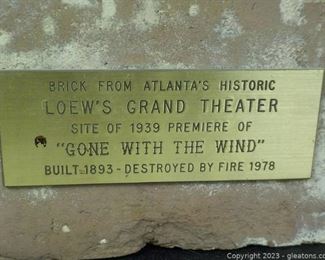 BRICK FROM ATLANTA'S HISTORIC
LOEW'S GRAND THEATER
SITE OF 1939 PREMIERE OF
"GONE WITH THE WIND"
BUILT 1893-DESTROYED BY FIRE 1978
Copyright 2023 - gleatons.co